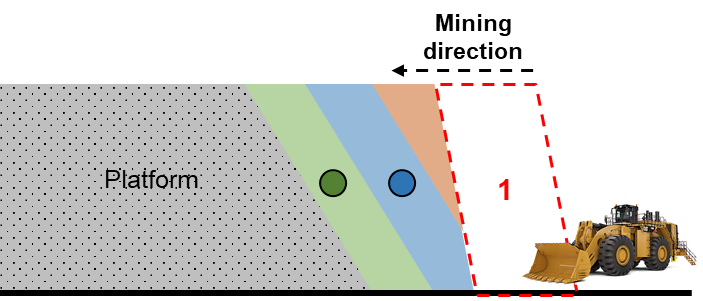 Mining
direction
Platform
1